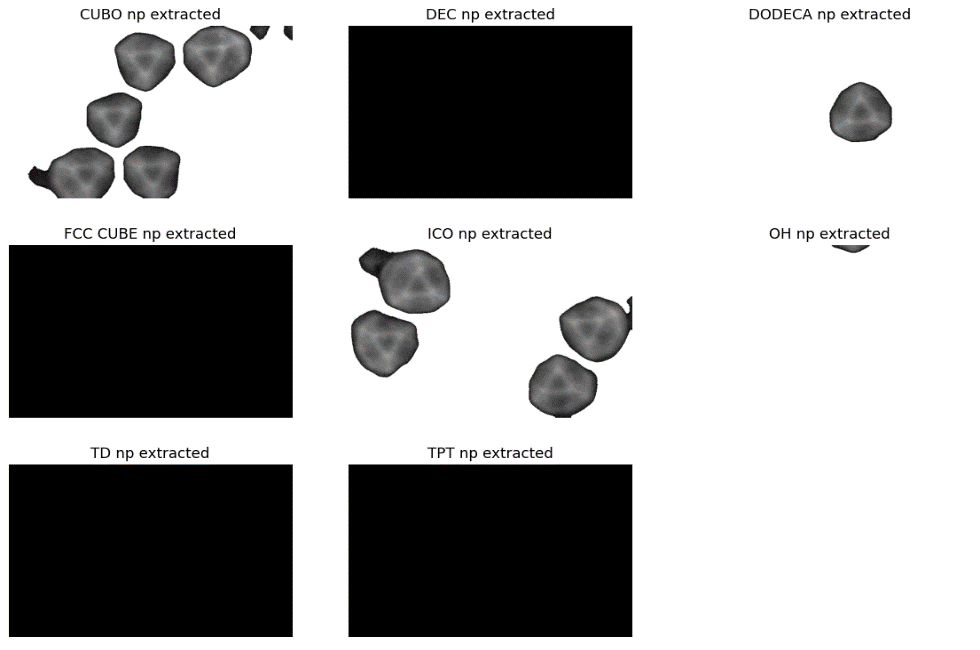 CUBO np extracted
DEC np extracted
DODECA np extracted
FCC CUBE np extracted
ICO np extracted
OH np extracted
TD np extracted
TPT np extracted